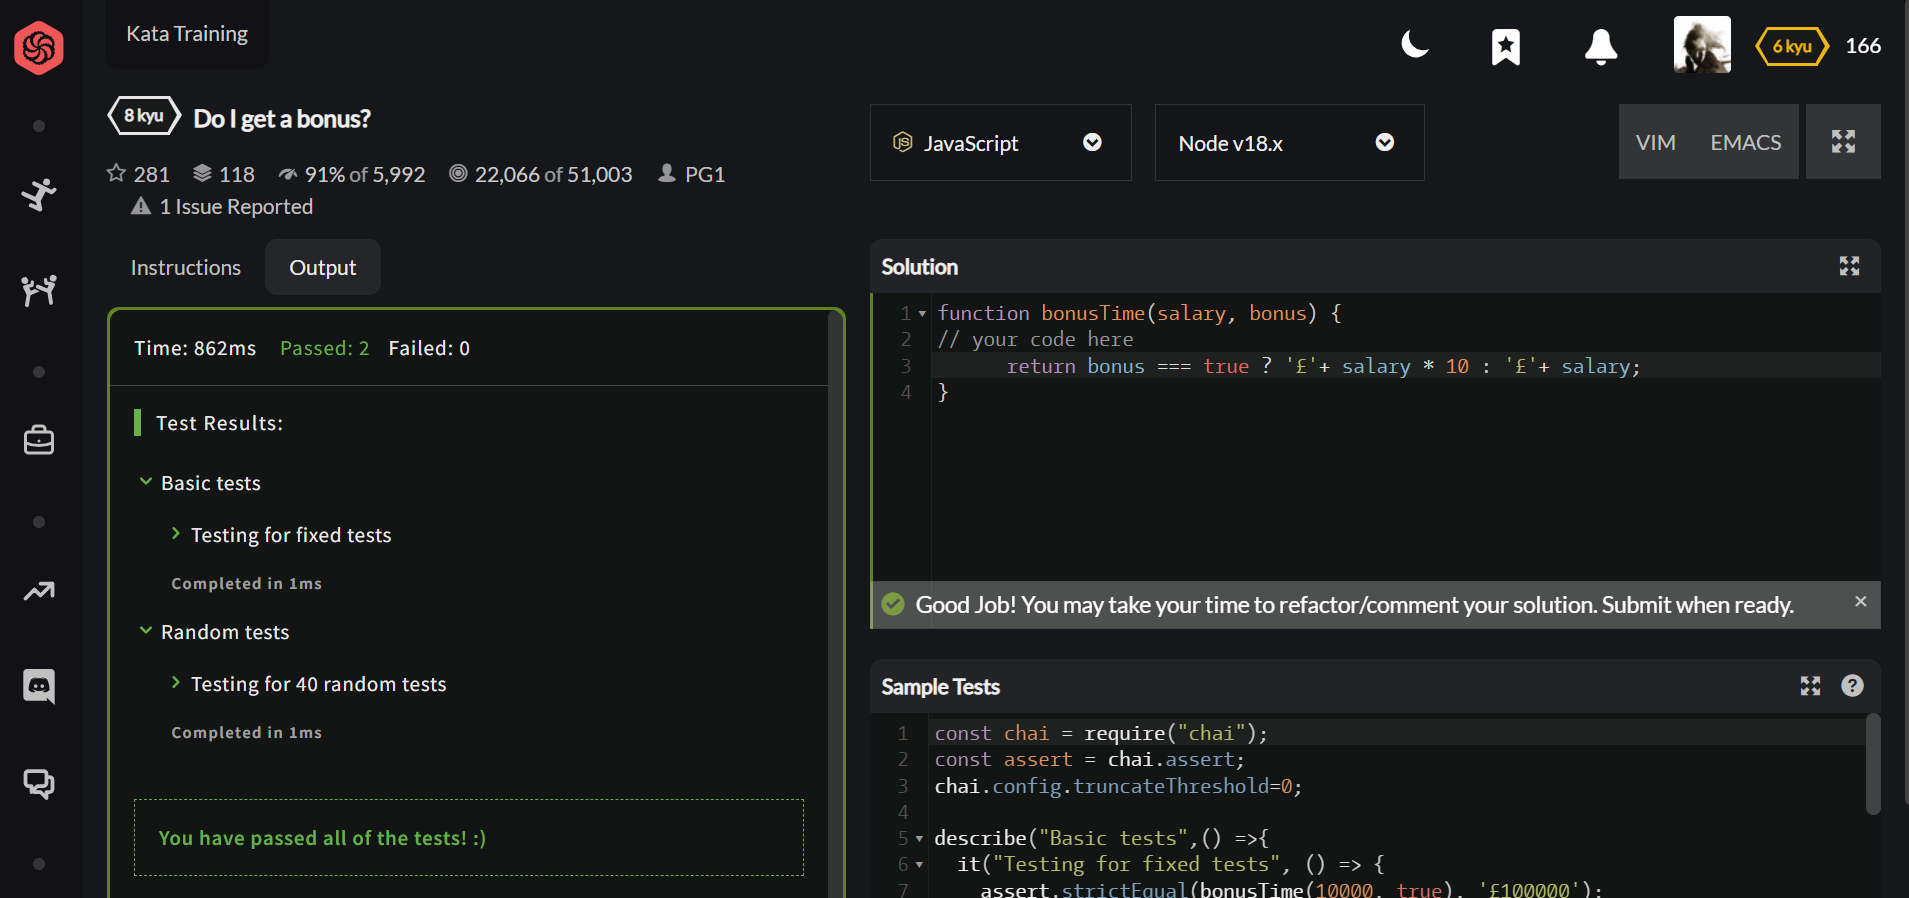 Kata Training
6 kyu 166
8 kyu Do I get a bonus?
281 118 91% of 5,992 22,066 of 51,003 PG1
1 Issue Reported
JavaScript
Node v18.x
VIM EMACS
Instructions
Output
Time: 862ms Passed: 2 Failed: 0
Test Results:
Basic tests
Testing for fixed tests
Completed in 1ms
Random tests
Testing for 40 random tests
Completed in 1ms
You have passed all of the tests! :)
Solution
1 function bonusTime(salary, bonus) {
2 // your code here
3 return bonus === true ? '£'+ salary * 10 : '£'+ salary;
4 }
Good Job! You may take your time to refactor/comment your solution. Submit when ready.
Sample Tests
1 const chai = require("chai");
2 const assert = chai.assert;
3 chai.config.truncateThreshold=0;
4
5 describe("Basic tests",() =>{
6 it("Testing for fixed tests", () => {
7 assert.strictEqual(bonusTime(10000, true), '£100000');